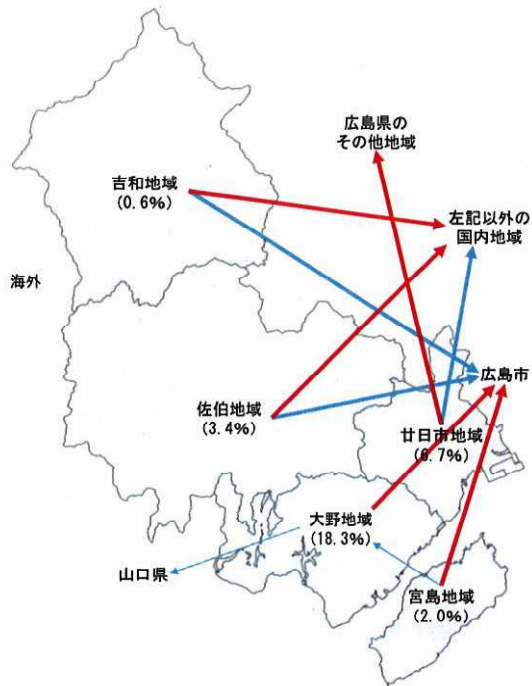 広島県の
その他地域
吉和地域
(0.6%)
左記以外の
国内地域
海外
広島市
佐伯地域
(3.4%)
廿日市地域
(6.7%)
大野地域
(18.3%)
山口県
宮島地域
(2.0%)